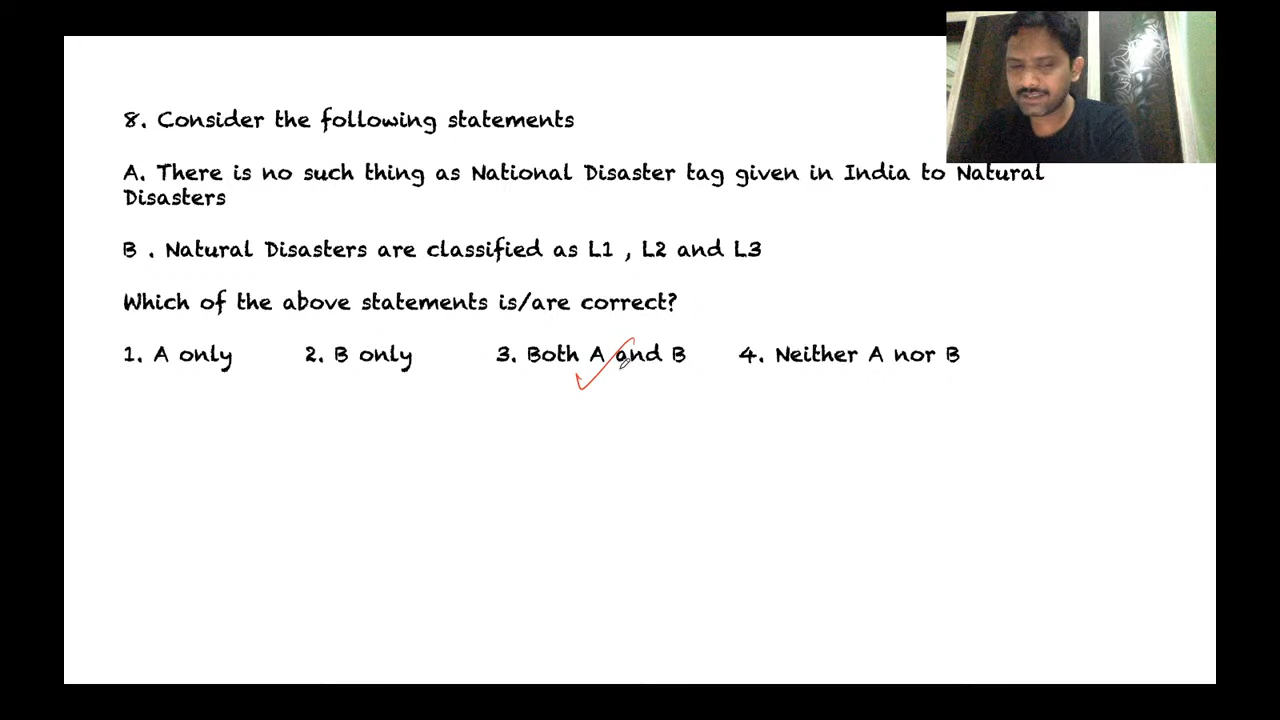 8. Consider the following statements
A. There is no such thing as National Disaster tag given in India to Natural
Disasters
B . Natural Disasters are classified as L1 , L2 and L3
Which of the above statements is/are correct?
1. A only 2. B only 3. Both A and B 4. Neither A nor B